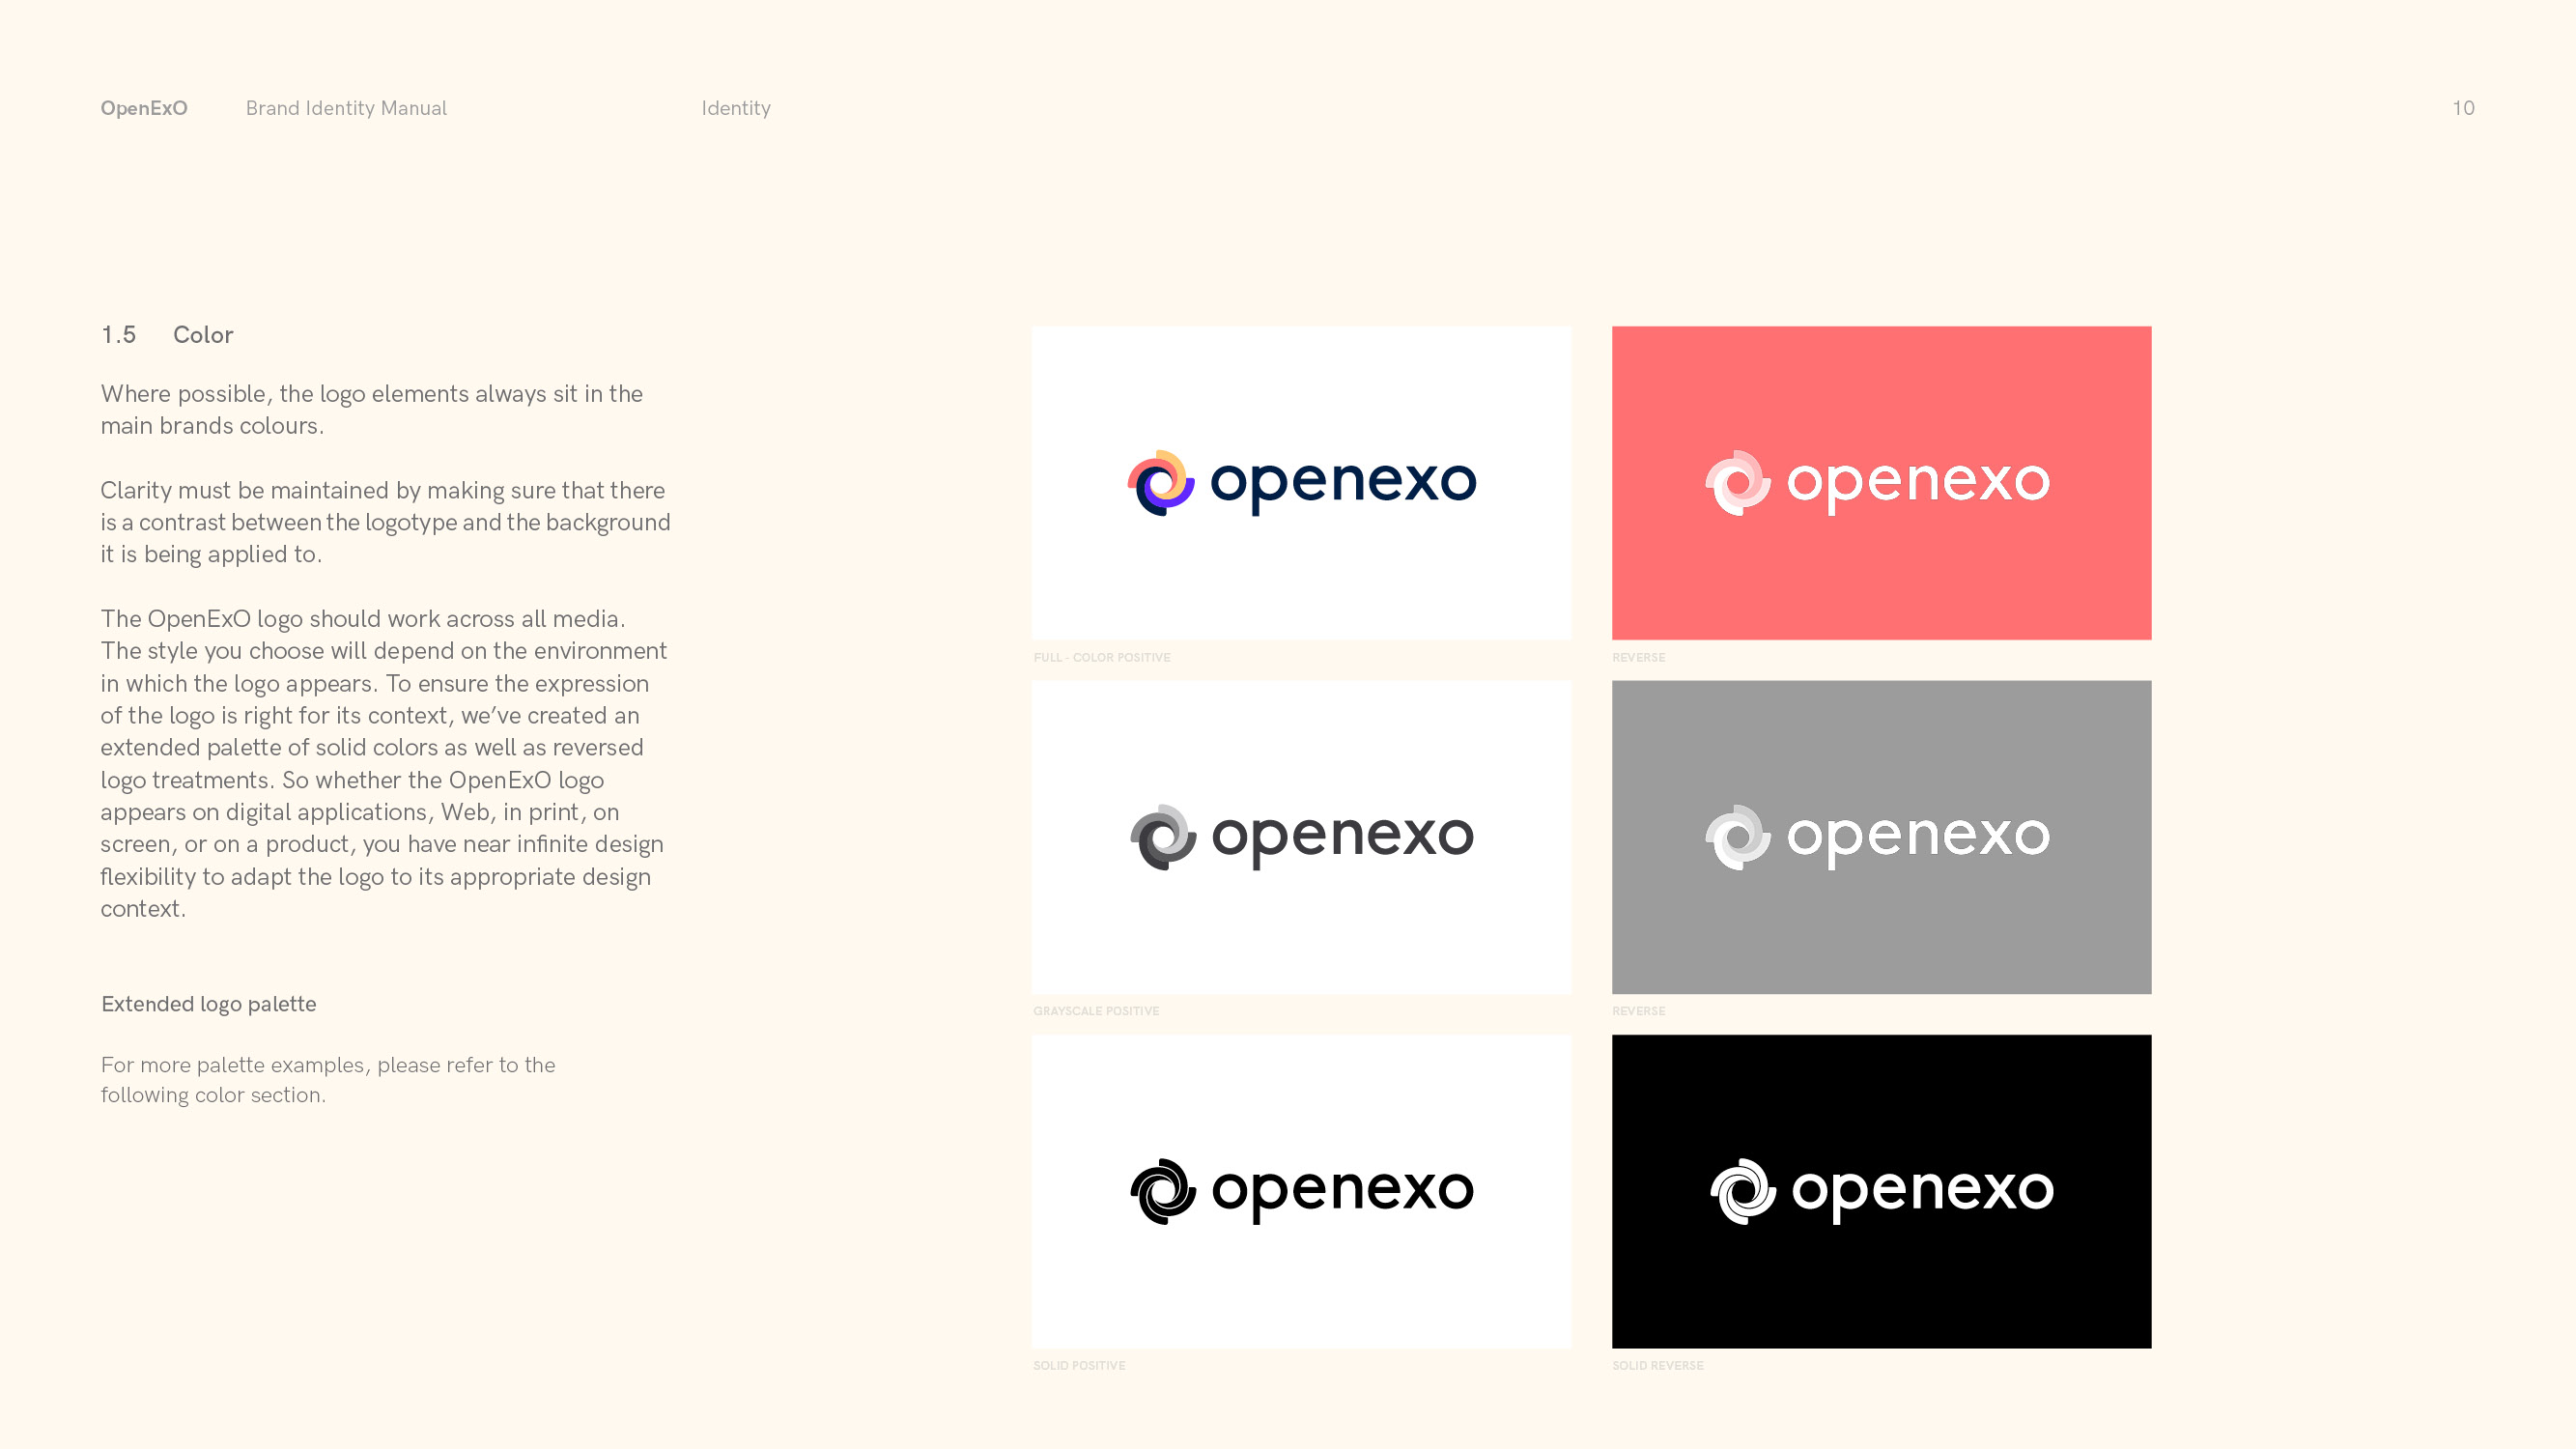 OpenExO Brand Identity Manual Identity 10
1.5 Color
Where possible, the logo elements always sit in the
main brands colours.
Clarity must be maintained by making sure that there
is a contrast between the logotype and the background
it is being applied to.
The OpenExO logo should work across all media.
The style you choose will depend on the environment
in which the logo appears. To ensure the expression
of the logo is right for its context, we’ve created an
extended palette of solid colors as well as reversed
logo treatments. So whether the OpenExO logo
appears on digital applications, Web, in print, on
screen, or on a product, you have near infinite design
flexibility to adapt the logo to its appropriate design
context.
Extended logo palette
For more palette examples, please refer to the
following color section.
openexo
FULL - COLOR POSITIVE
openexo
REVERSE
openexo
GRAYSCALE POSITIVE
openexo
REVERSE
openexo
SOLID POSITIVE
openexo
SOLID REVERSE